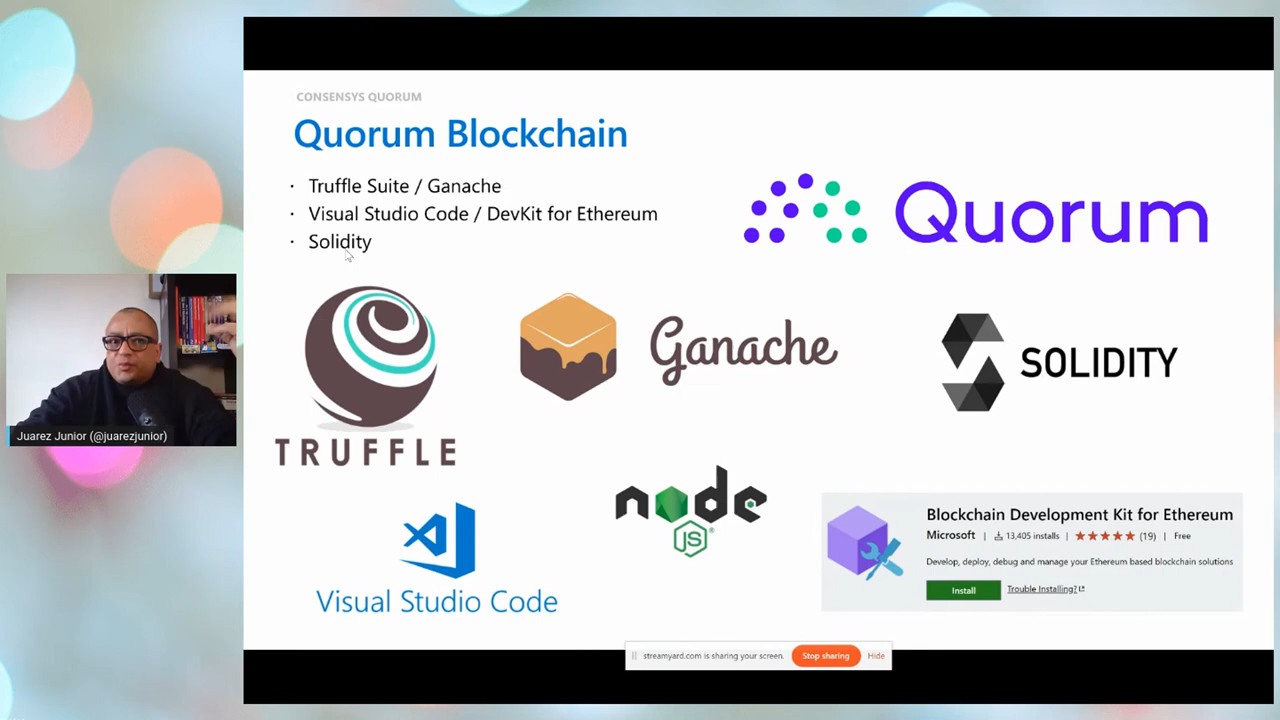 CONSENSYS QUORUM
Quorum Blockchain
· Truffle Suite / Ganache
· Visual Studio Code / DevKit for Ethereum
· Solidity
Quorum
TRUFFLE
Ganache
SOLIDITY
Juarez Junior (@juarezjunior)
node
JS
Visual Studio Code
Blockchain Development Kit for Ethereum
Microsoft | 13,405 installs | ★★★★★ (19) | Free
Develop, deploy, debug and manage your Ethereum based blockchain solutions
Install Trouble Installing?
streamyard.com is sharing your screen. Stop sharing Hide